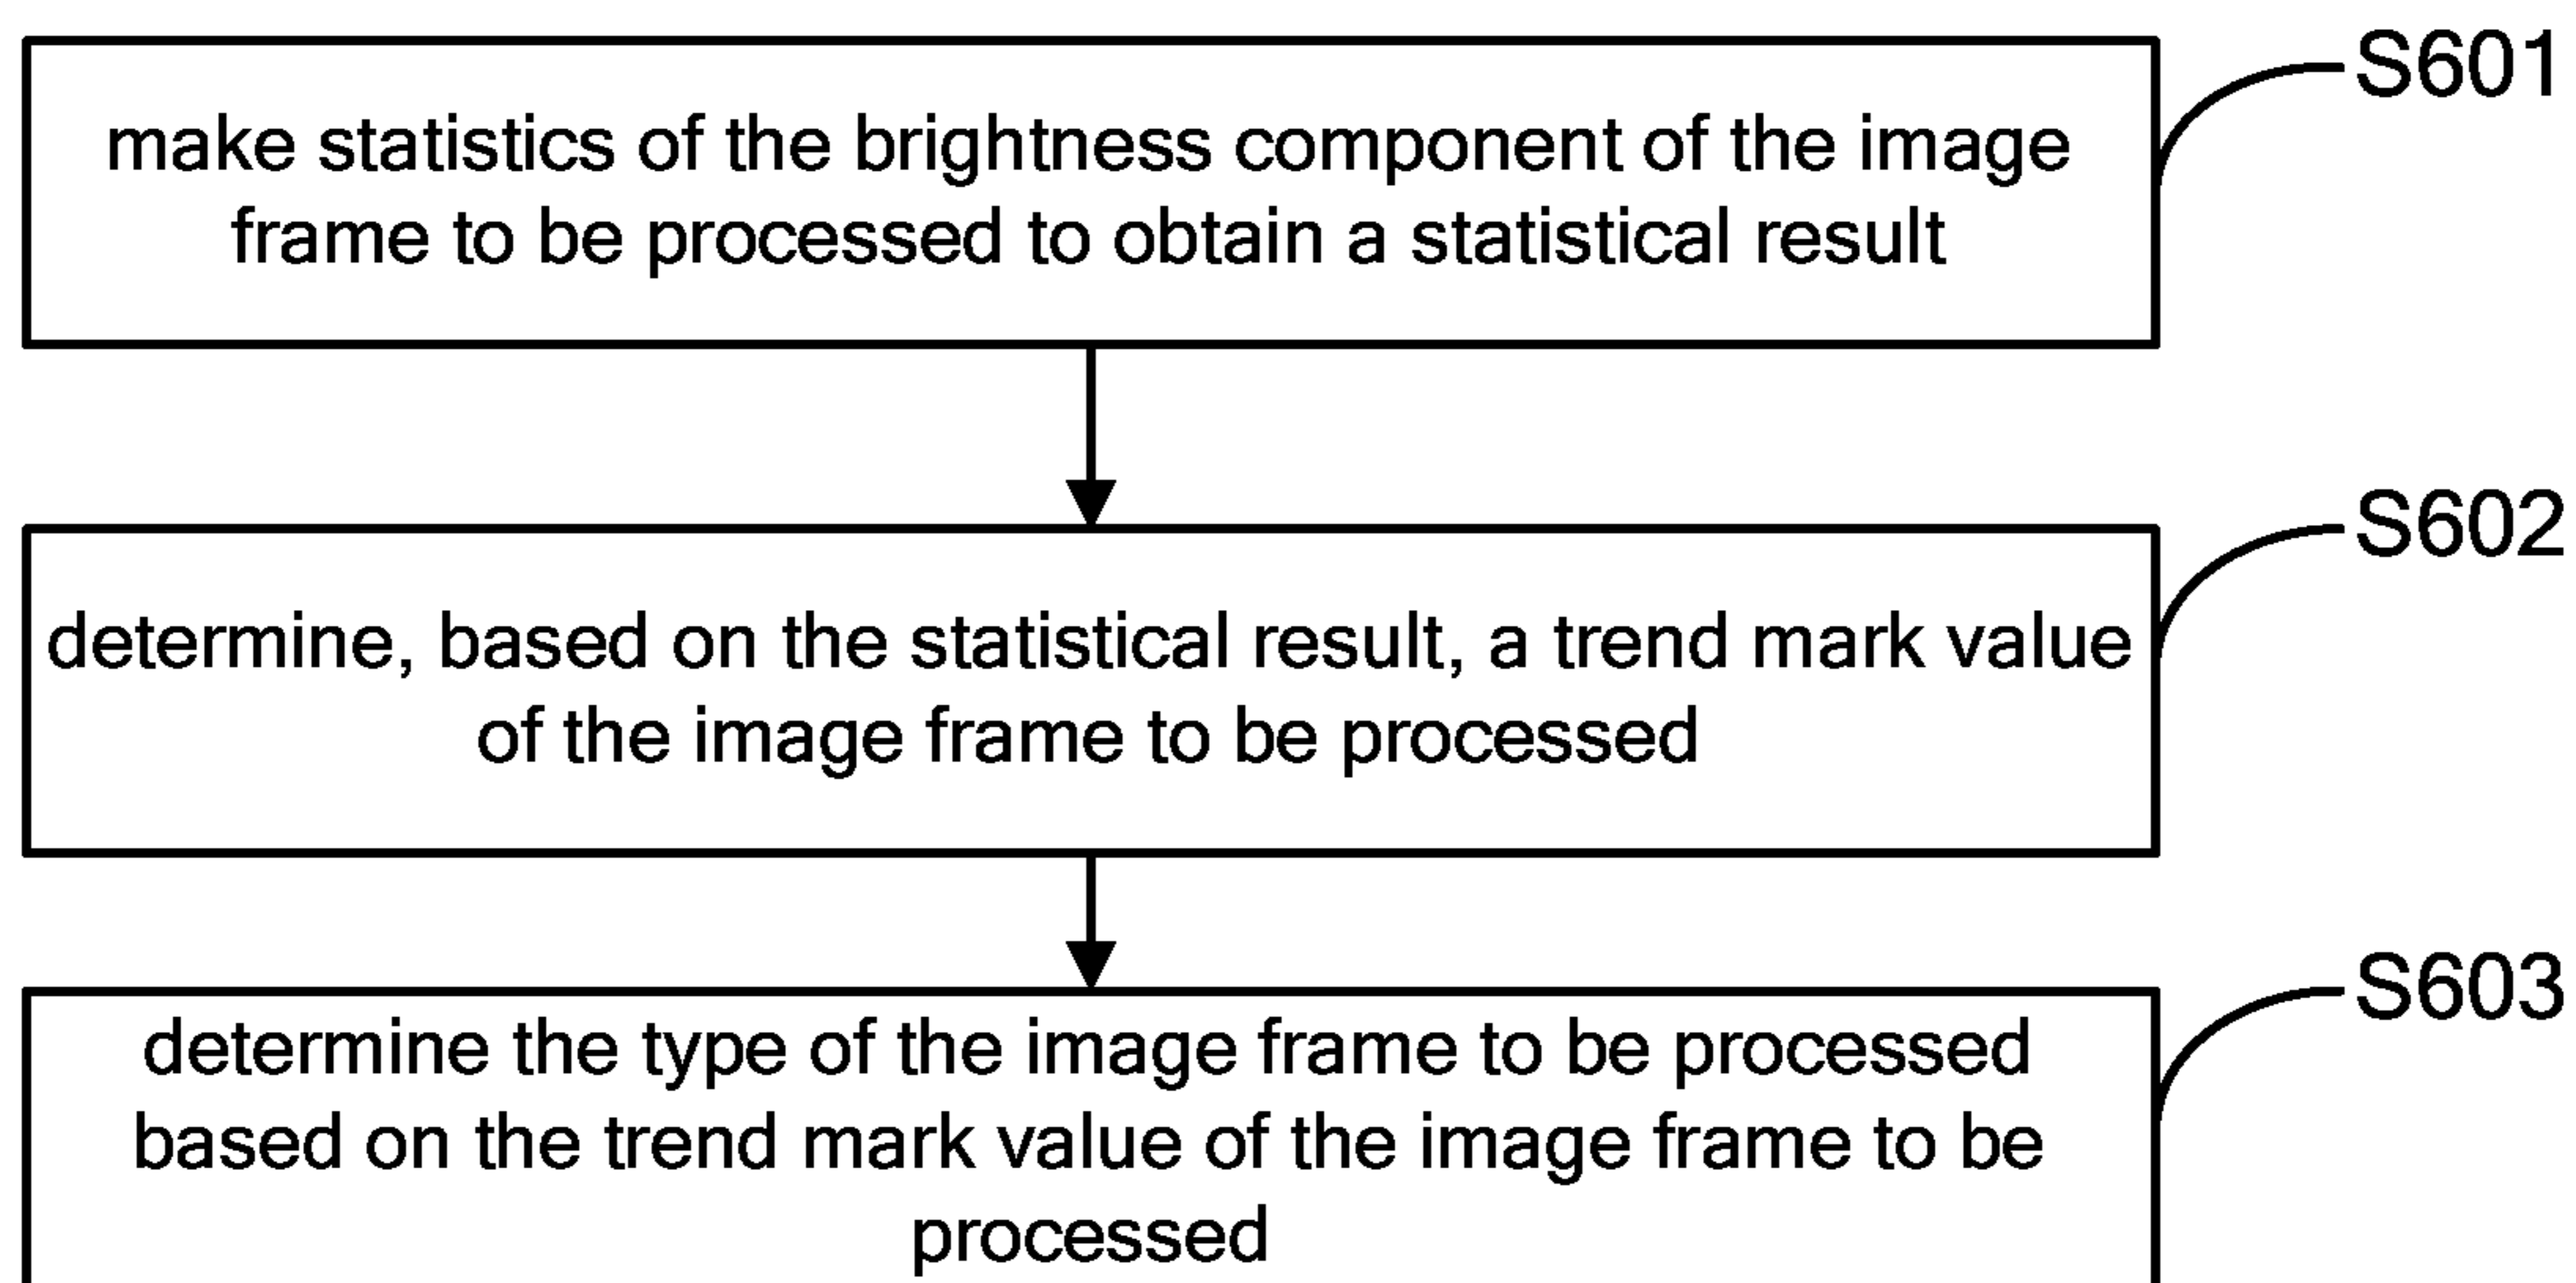 S601
make statistics of the brightness component of the image
frame to be processed to obtain a statistical result
S602
determine, based on the statistical result, a trend mark value
of the image frame to be processed
S603
determine the type of the image frame to be processed
based on the trend mark value of the image frame to be
processed